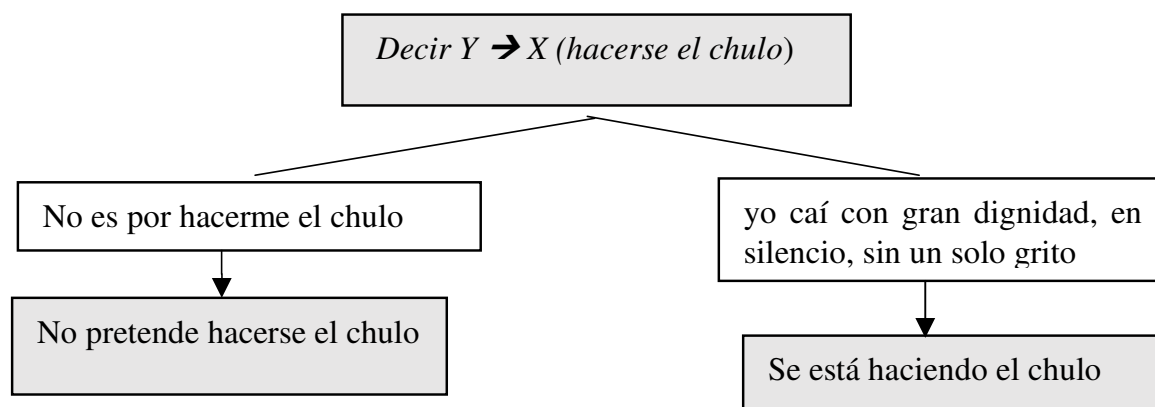 Decir Y ➔ X (hacerse el chulo)
No es por hacerme el chulo
yo caí con gran dignidad, en
silencio, sin un solo grito
No pretende hacerse el chulo
Se está haciendo el chulo